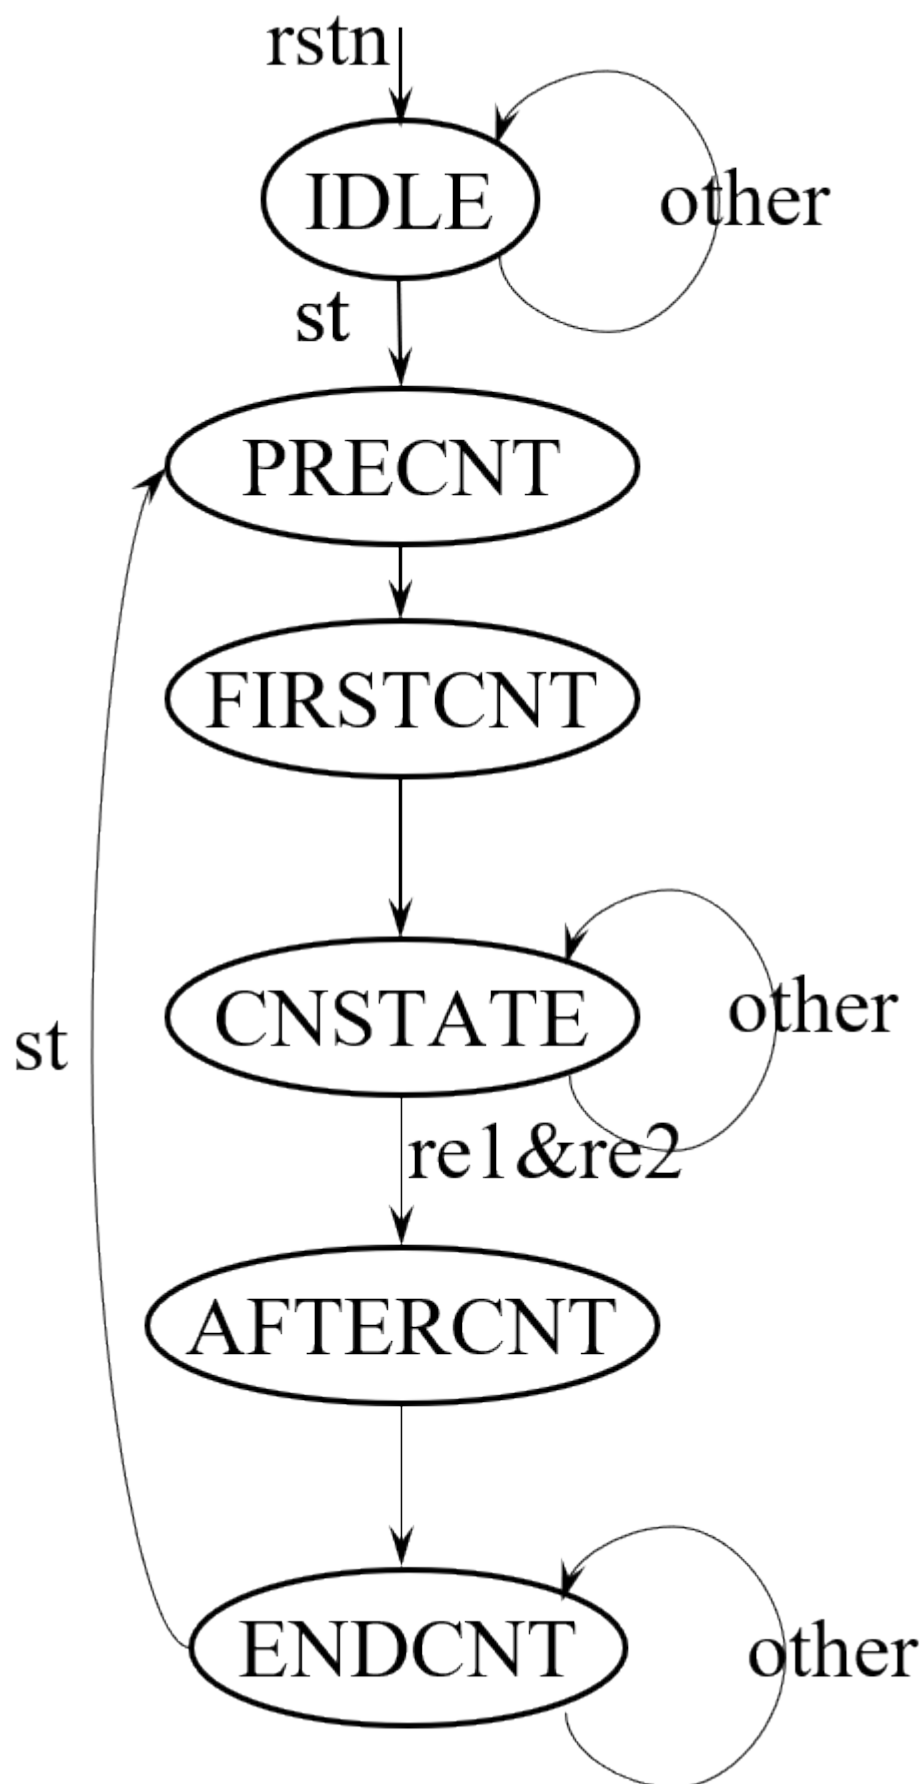 rstn
IDLE
other
st
PRECNT
FIRSTCNT
CNSTATE
other
st
re1&re2
AFTERCNT
ENDCNT
other